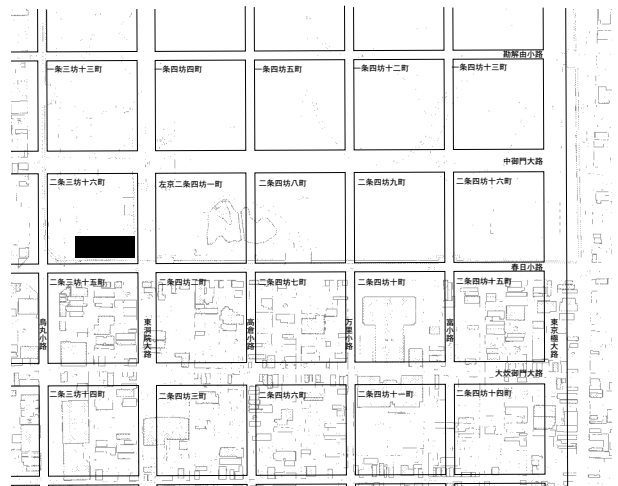 勘解由小路
一条三坊十三町
一条四坊四町
一条四坊五町
一条四坊十二町
一条四坊十三町
中御門大路
二条三坊十六町
左京二条四坊一町
二条四坊八町
二条四坊九町
二条四坊十六町
春日小路
二条三坊十五町
二条四坊二町
二条四坊七町
二条四坊十町
二条四坊十五町
烏丸小路
東洞院大路
高倉小路
万里小路
富小路
東京極大路
大炊御門大路
二条三坊十四町
二条四坊三町
二条四坊六町
二条四坊十一町
二条四坊十四町